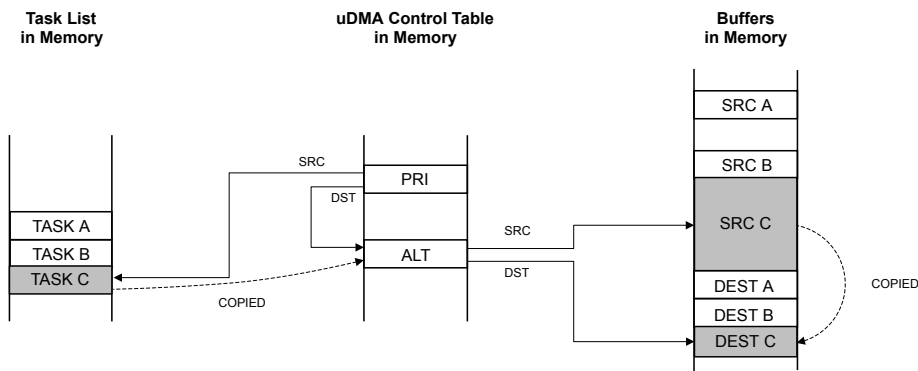 Task List
in Memory
uDMA Control Table
in Memory
Buffers
in Memory
SRC A
SRC B
SRC
PRI
DST
TASK A
TASK B
TASK C
SRC
SRC C
ALT
DST
COPIED
DEST A
COPIED
DEST B
DEST C